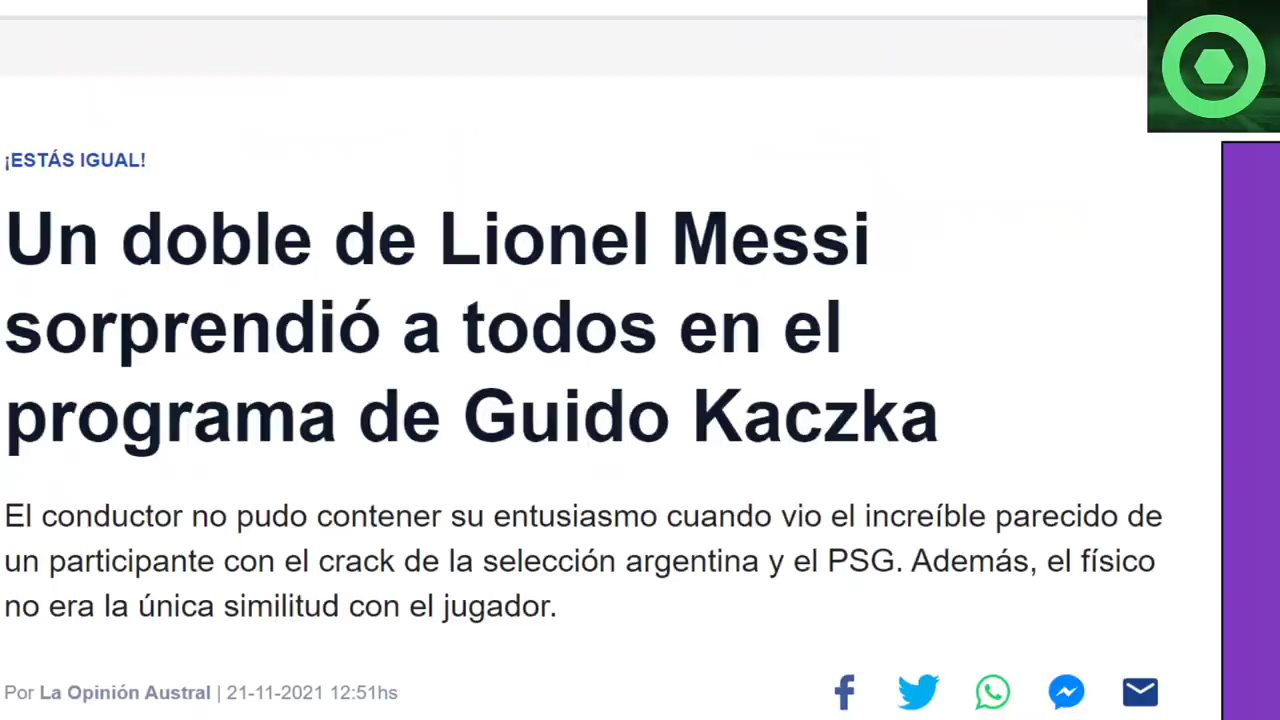 ¡ESTÁS IGUAL!
Un doble de Lionel Messi
sorprendió a todos en el
programa de Guido Kaczka
El conductor no pudo contener su entusiasmo cuando vio el increíble parecido de
un participante con el crack de la selección argentina y el PSG. Además, el físico
no era la única similitud con el jugador.
Por La Opinión Austral | 21-11-2021 12:51hs